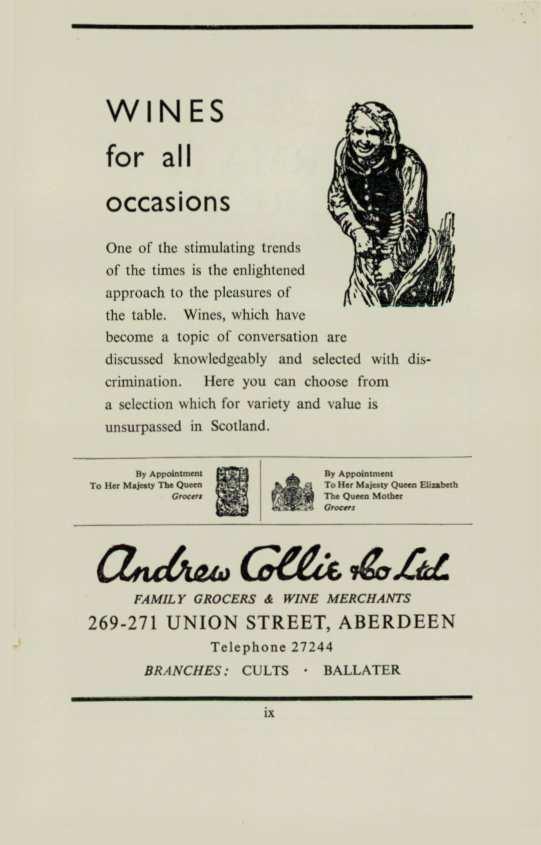 WINES
for all
occasions
One of the stimulating trends
of the times is the enlightened
approach to the pleasures of
the table. Wines, which have
become a topic of conversation are
discussed knowledgeably and selected with dis-
crimination. Here you can choose from
a selection which for variety and value is
unsurpassed in Scotland.
By Appointment
To Her Majesty The Queen
Grocers
By Appointment
To Her Majesty Queen Elizabeth
The Queen Mother
Grocers
Andrew Collie & Co Ltd.
FAMILY GROCERS & WINE MERCHANTS
269-271 UNION STREET, ABERDEEN
Telephone 27244
BRANCHES: CULTS · BALLATER
ix